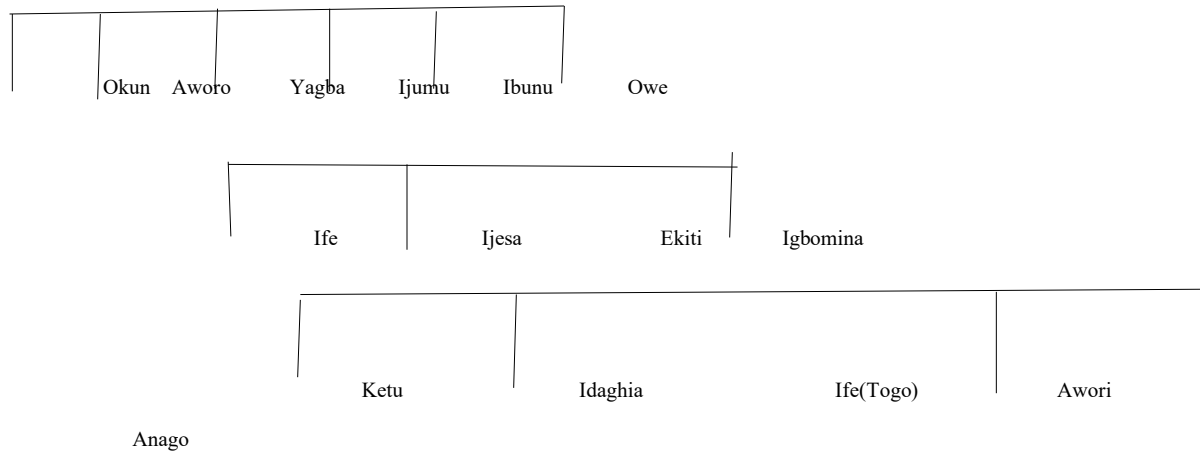 Okun Aworo Yagba Ijumu Ibunu Owe
Ife Ijesa Ekiti Igbomina
Ketu Idaghia Ife(Togo) Awori
Anago